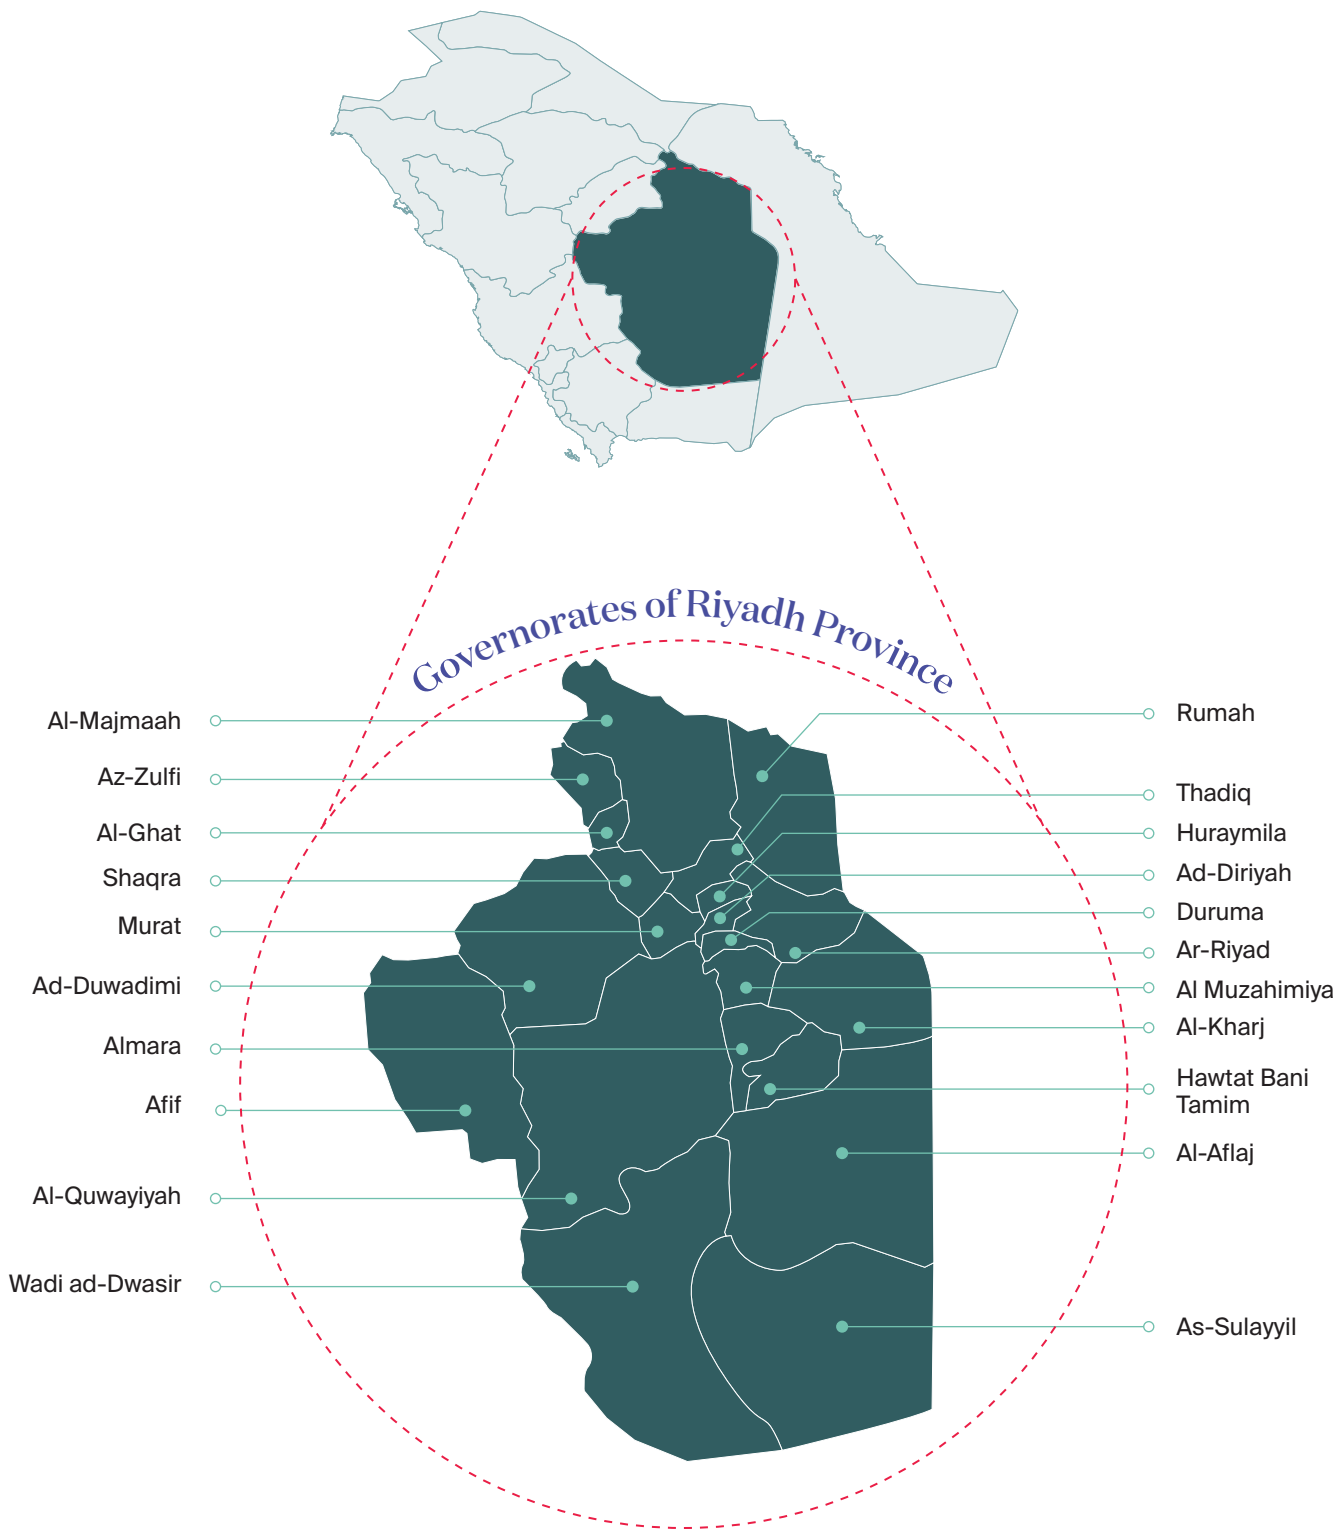 Governorates of Riyadh Province
Al-Majmaah
Az-Zulfi
Al-Ghat
Shaqra
Murat
Ad-Duwadimi
Almara
Afif
Al-Quwayiyah
Wadi ad-Dwasir
Rumah
Thadiq
Huraymila
Ad-Diriyah
Duruma
Ar-Riyad
Al Muzahimiya
Al-Kharj
Hawtat Bani
Tamim
Al-Aflaj
As-Sulayyil